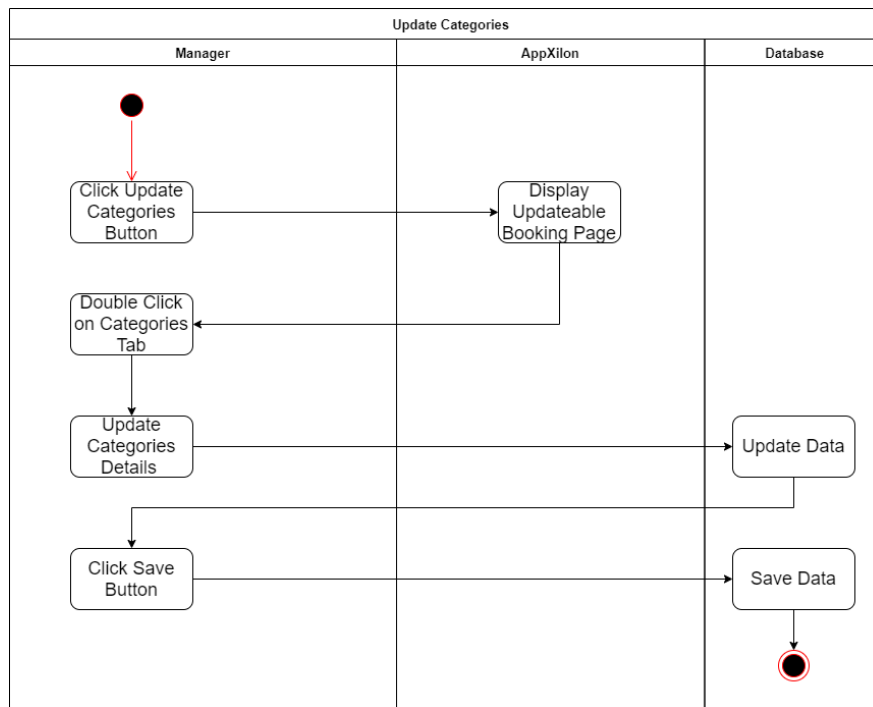 Update Categories
Manager
AppXilon
Database
Click Update
Categories
Button
Display
Updateable
Booking Page
Double Click
on Categories
Tab
Update
Categories
Details
Update Data
Click Save
Button
Save Data